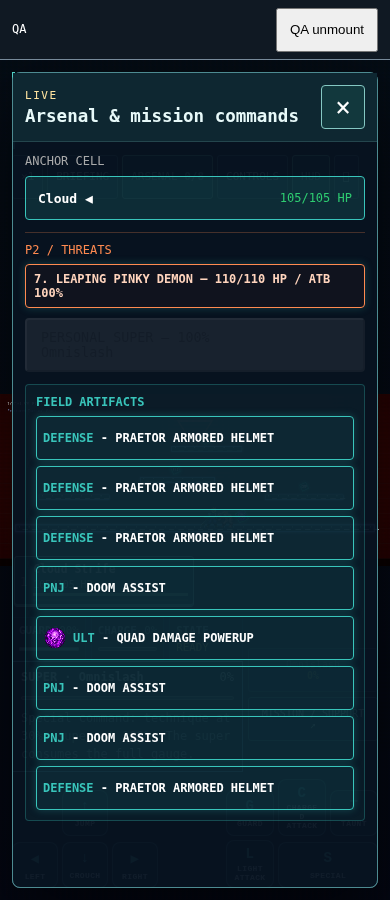 QA
QA unmount
LIVE
Arsenal & mission commands
×
ANCHOR CELL
Cloud ◀
105/105 HP
P2 / THREATS
7. LEAPING PINKY DEMON — 110/110 HP / ATB
100%
FIELD ARTIFACTS
DEFENSE - PRAETOR ARMORED HELMET
DEFENSE - PRAETOR ARMORED HELMET
DEFENSE - PRAETOR ARMORED HELMET
PNJ - DOOM ASSIST
ULT - QUAD DAMAGE POWERUP
PNJ - DOOM ASSIST
PNJ - DOOM ASSIST
DEFENSE - PRAETOR ARMORED HELMET